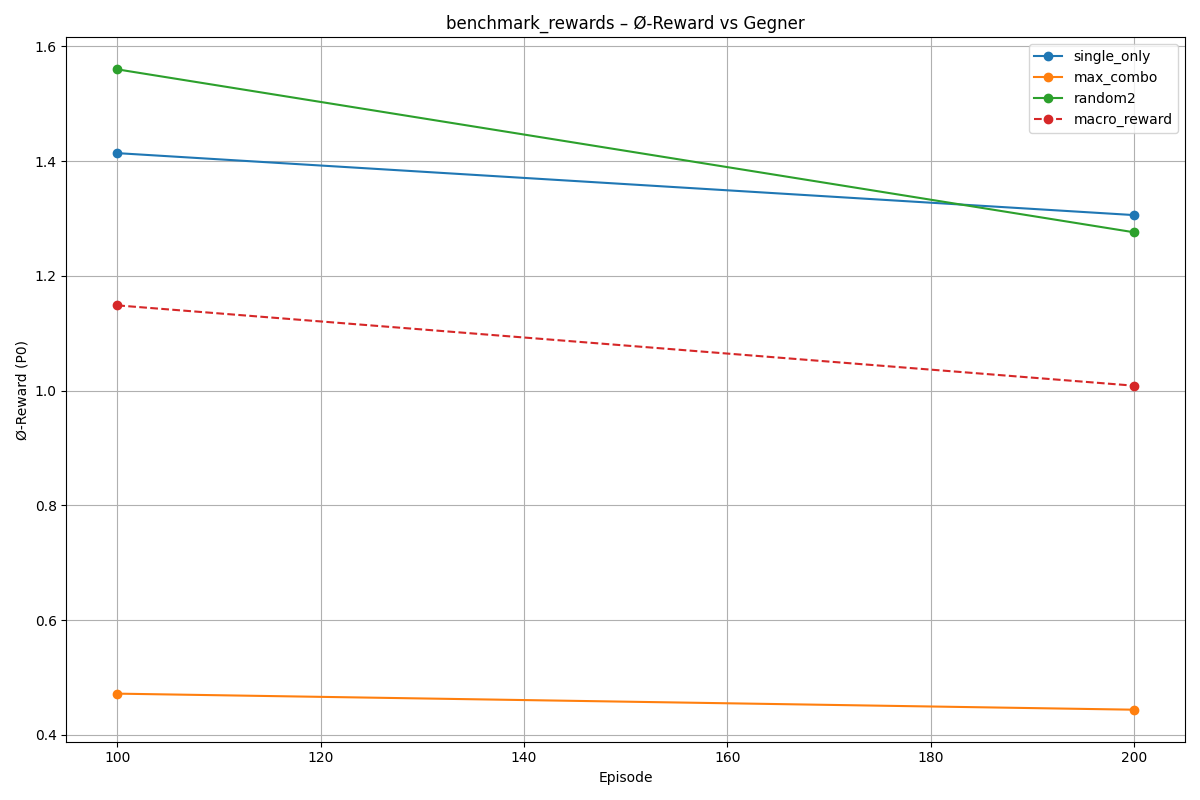 benchmark_rewards – Ø-Reward vs Gegner
single_only
max_combo
random2
macro_reward
Ø-Reward (P0)
1.6
1.4
1.2
1.0
0.8
0.6
0.4
100 120 140 160 180 200
Episode